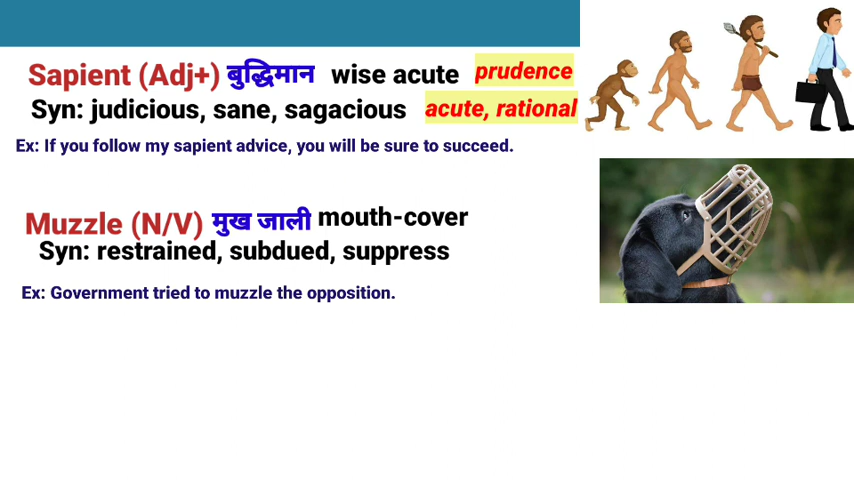 Sapient (Adj+) बुद्धिमान wise acute prudence
Syn: judicious, sane, sagacious acute, rational
Ex: If you follow my sapient advice, you will be sure to succeed.
Muzzle (N/V) मुख जाली mouth-cover
Syn: restrained, subdued, suppress
Ex: Government tried to muzzle the opposition.